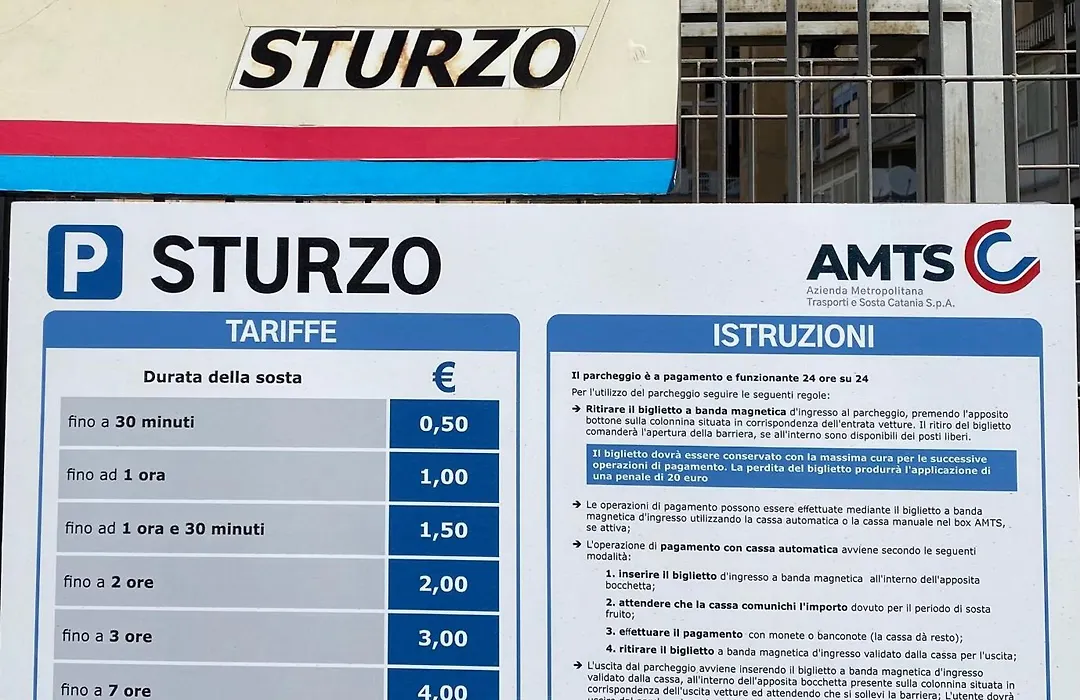 STURZO
P STURZO
AMTS
Azienda Metropolitana
Trasporti e Sosta Catania S.p.A.
TARIFFE
Durata della sosta €
fino a 30 minuti 0,50
fino ad 1 ora 1,00
fino ad 1 ora e 30 minuti 1,50
fino a 2 ore 2,00
fino a 3 ore 3,00
fino a 7 ore 4,00
ISTRUZIONI
Il parcheggio è a pagamento e funzionante 24 ore su 24
Per l'utilizzo del parcheggio seguire le seguenti regole:
➔ Ritirare il biglietto a banda magnetica d'ingresso al parcheggio, premendo l'apposito
bottone sulla colonnina situata in corrispondenza dell'entrata vetture. Il ritiro del biglietto
comanderà l'apertura della barriera, se all'interno sono disponibili dei posti liberi.
Il biglietto dovrà essere conservato con la massima cura per le successive
operazioni di pagamento. La perdita del biglietto produrrà l'applicazione di
una penale di 20 euro
➔ Le operazioni di pagamento possono essere effettuate mediante il biglietto a banda
magnetica d'ingresso utilizzando la cassa automatica o la cassa manuale nel box AMTS,
se attiva;
➔ L'operazione di pagamento con cassa automatica avviene secondo le seguenti
modalità:
1. inserire il biglietto d'ingresso a banda magnetica all'interno dell'apposita
bocchetta;
2. attendere che la cassa comunichi l'importo dovuto per il periodo di sosta
fruito;
3. effettuare il pagamento con monete o banconote (la cassa dà resto);
4. ritirare il biglietto a banda magnetica d'ingresso validato dalla cassa per l'uscita;
➔ L'uscita dal parcheggio avviene inserendo il biglietto a banda magnetica d'ingresso
validato dalla cassa, all'interno dell'apposita bocchetta presente sulla colonnina situata in
corrispondenza dell'uscita vetture ed attendendo che si sollevi la barriera; L'utente dovrà